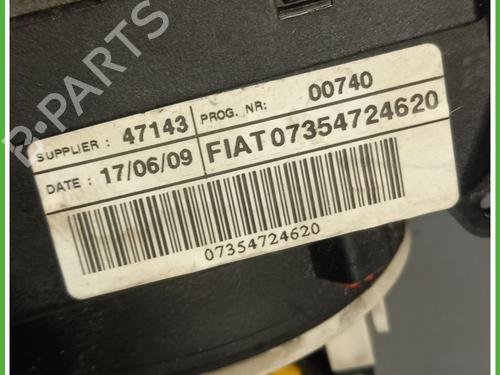 B-PARTS
SUPPLIER : 47143
PROG. NR: 00740
DATE : 17/06/09
FIAT 07354724620
07354724620